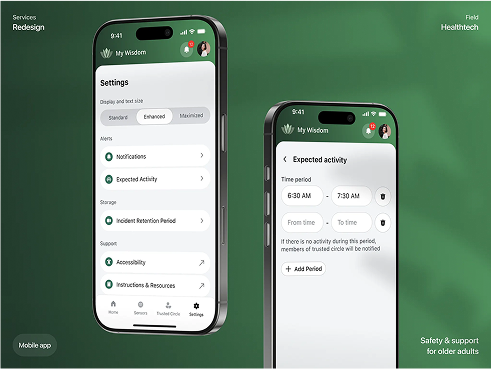 Services
Redesign
Field
Healthtech
9:41
My Wisdom
Settings
Display and text size
Standard
Enhanced
Maximized
Alerts
Notifications
Expected Activity
Storage
Incident Retention Period
Support
Accessibility
Instructions & Resources
Home
Sensors
Trusted Circle
Settings
9:41
My Wisdom
Expected activity
Time period
6:30 AM - 7:30 AM
From time - To time
If there is no activity during this period,
members of trusted circle will be notified
+ Add Period
Mobile app
Safety & support
for older adults